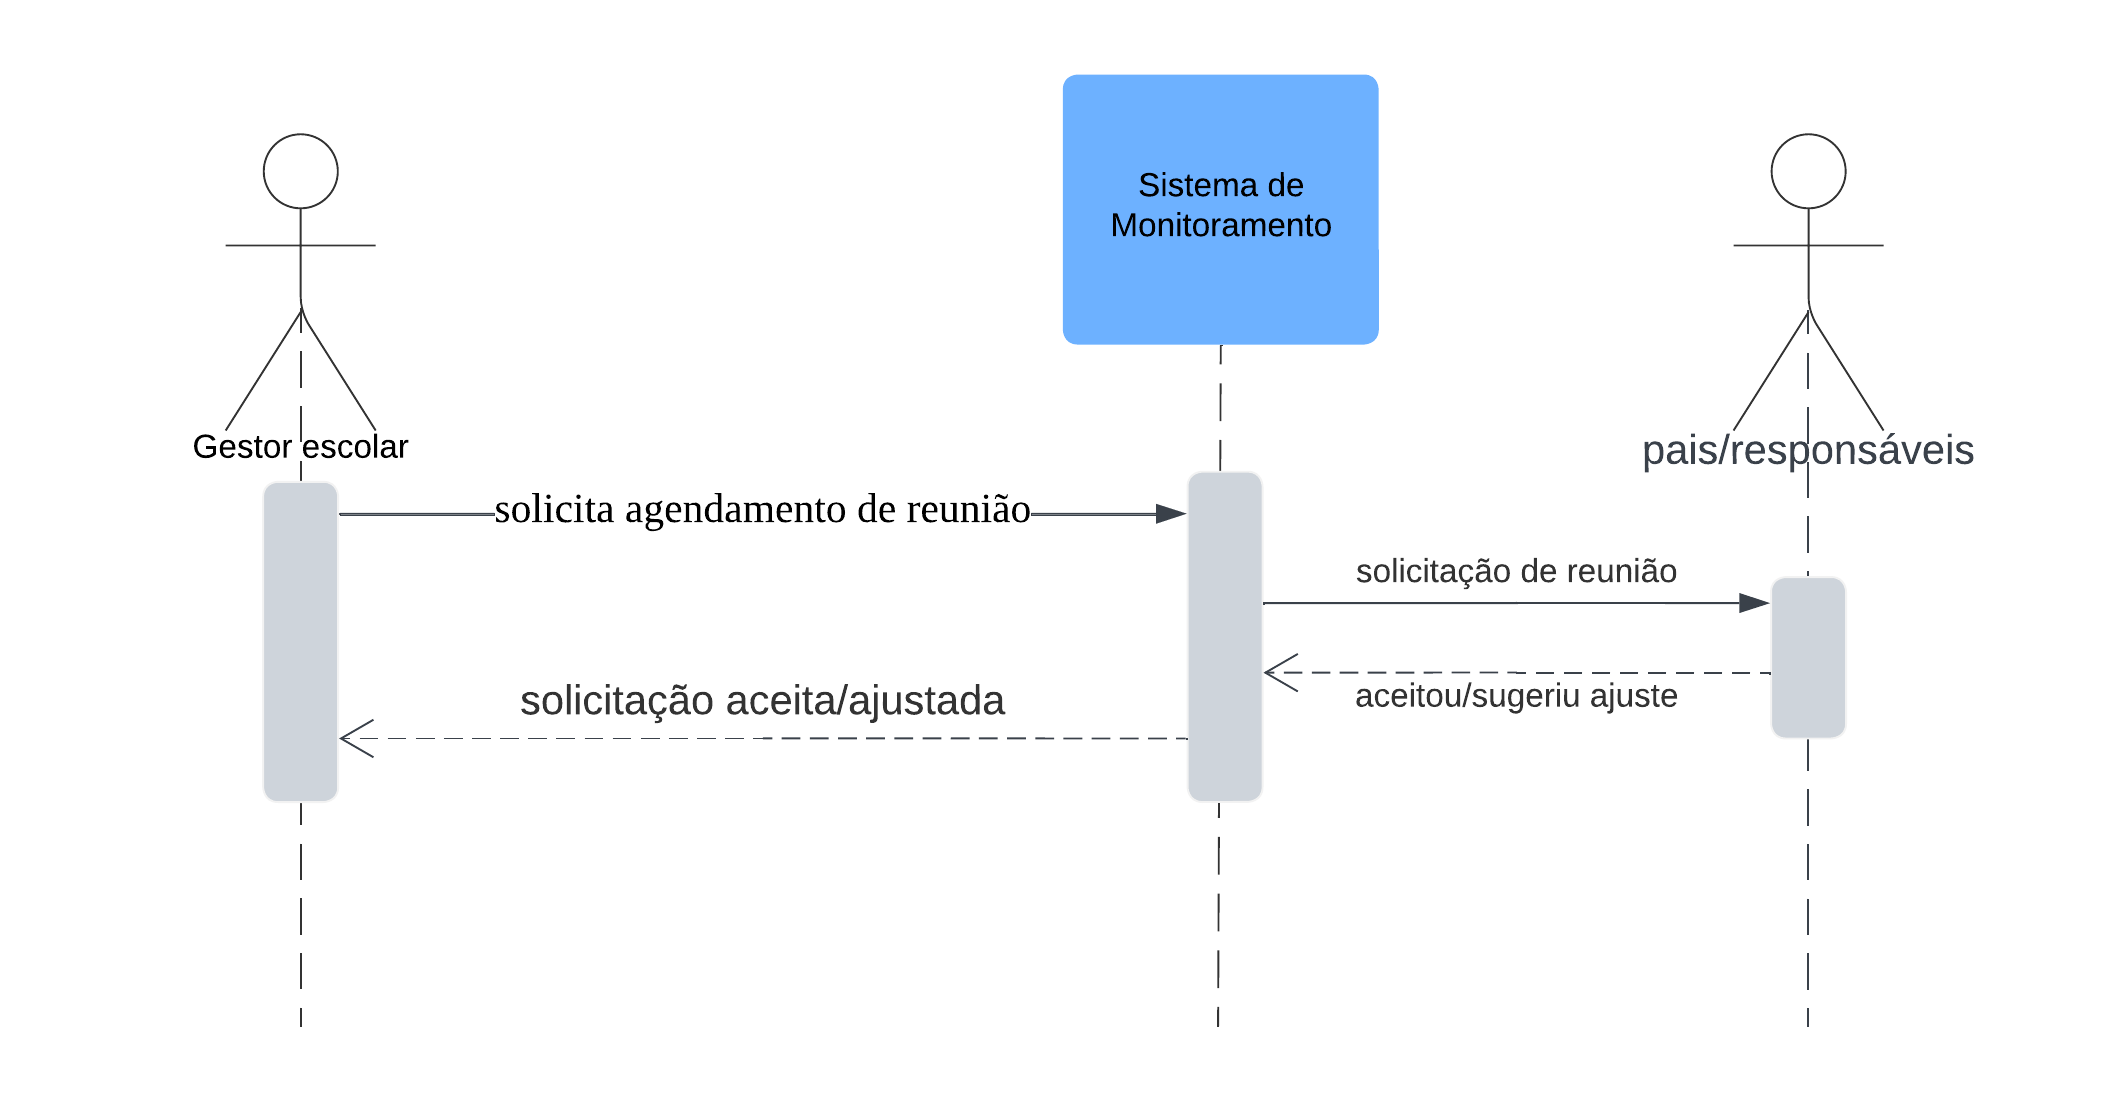 Sistema de
Monitoramento
Gestor escolar
pais/responsáveis
solicita agendamento de reunião
solicitação de reunião
aceitou/sugeriu ajuste
solicitação aceita/ajustada